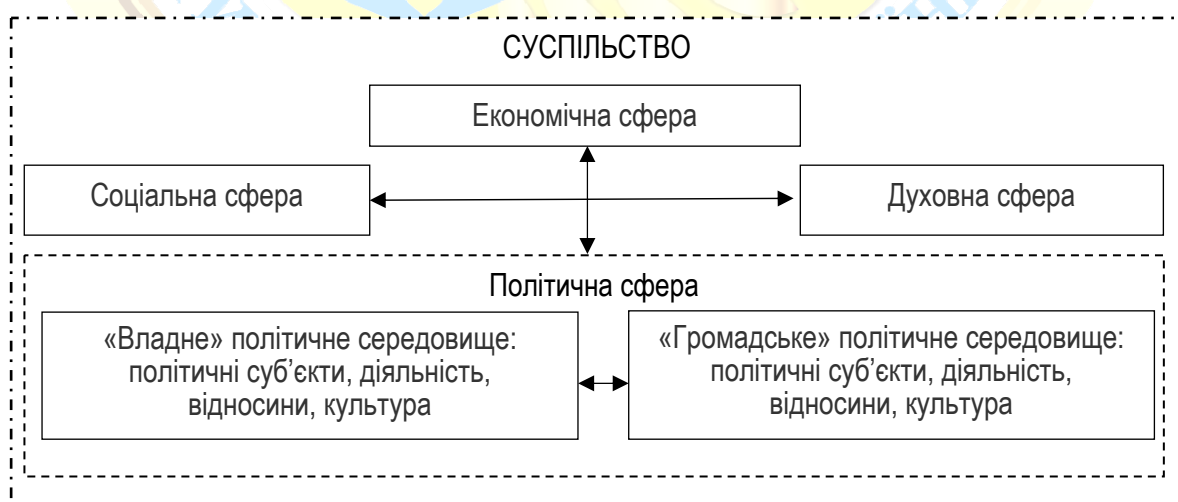 СУСПІЛЬСТВО
Економічна сфера
Соціальна сфера
Духовна сфера
Політична сфера
«Владне» політичне середовище:
політичні суб’єкти, діяльність,
відносини, культура
«Громадське» політичне середовище:
політичні суб’єкти, діяльність,
відносини, культура